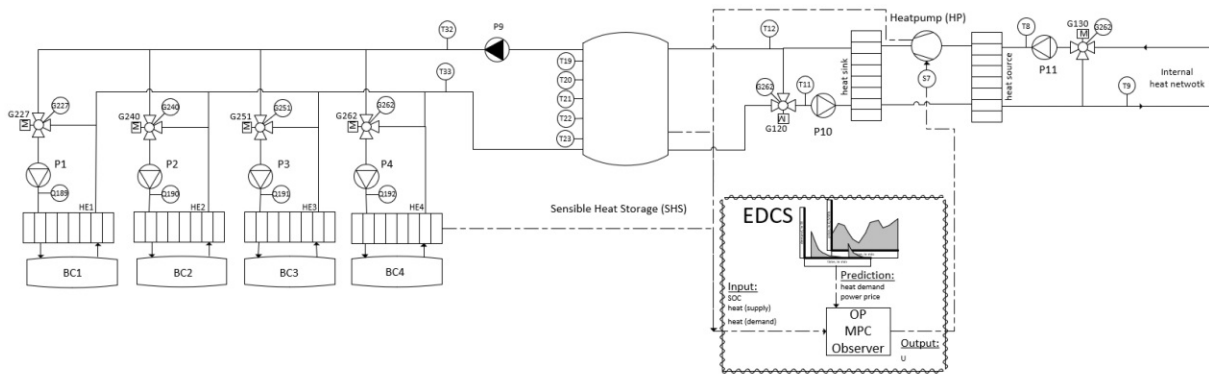 T32
P9
T12
Heatpump (HP)
T8
G130
G262
M
T33
T19
T20
T21
T22
T23
G262
T11
M
G120
P10
heat sink
S7
heat source
P11
Internal
heat netwotk
T9
G227
G227
M
G240
G240
M
G251
G251
M
G262
G262
M
P1
P2
P3
P4
Q189
Q190
Q191
Q192
HE1
HE2
HE3
HE4
BC1
BC2
BC3
BC4
Sensible Heat Storage (SHS)
EDCS
Prediction:
heat demand
power price
Input:
SOC
heat (supply)
heat (demand)
OP
MPC
Observer
Output:
U